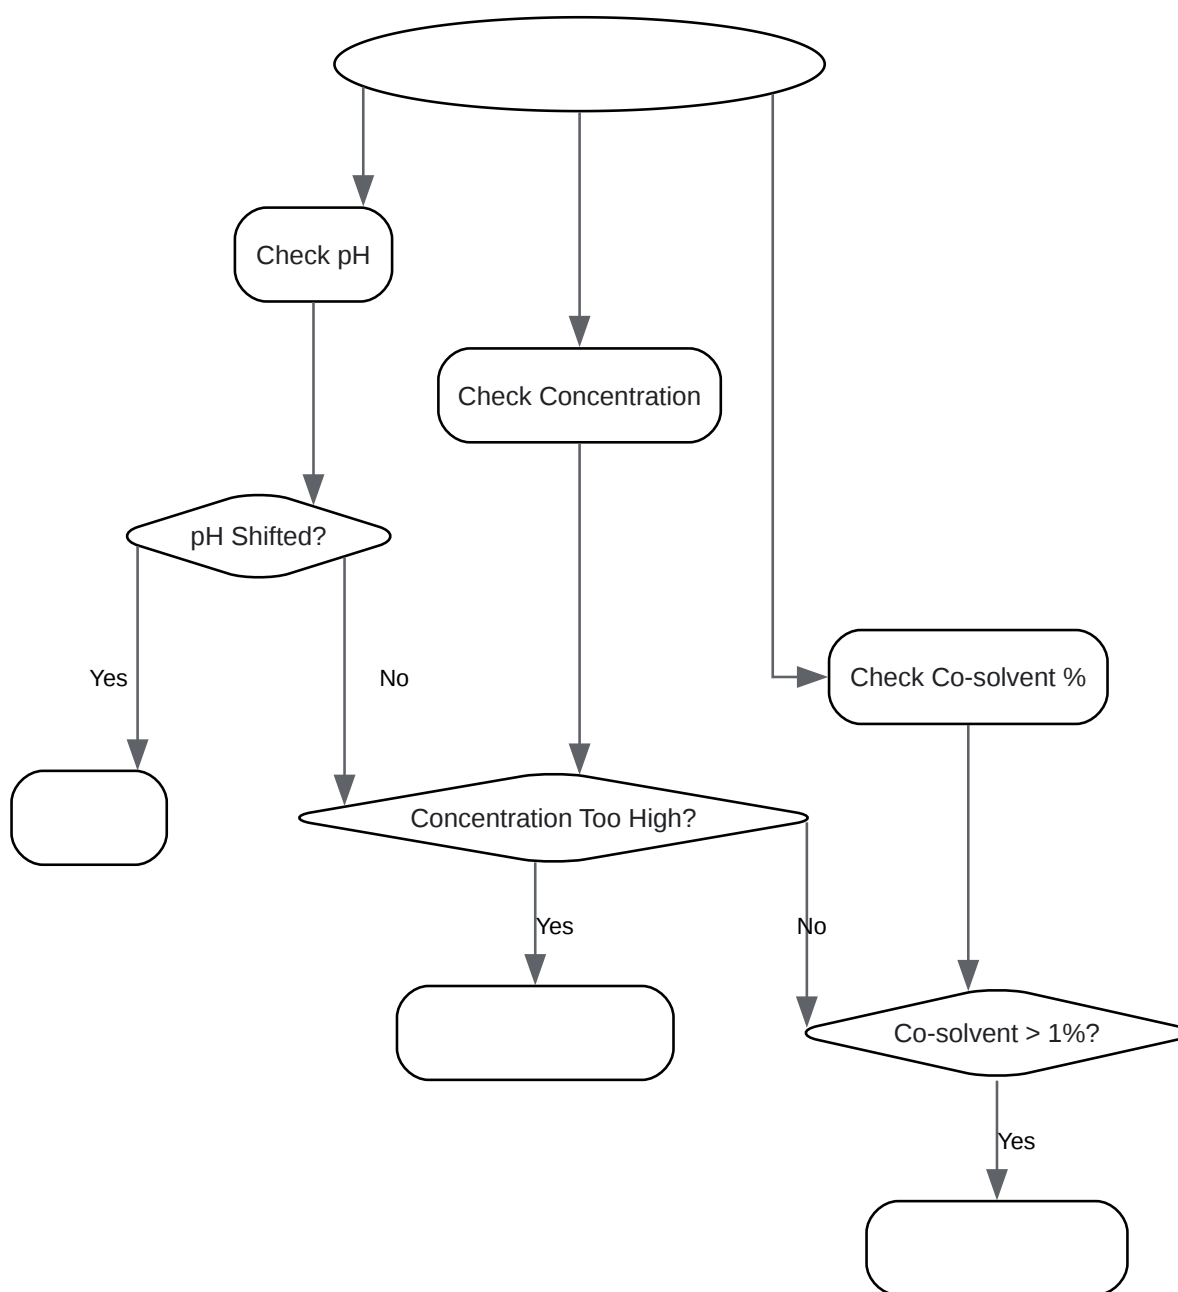 Check pH
Check Concentration
pH Shifted?
Yes
No
Check Co-solvent %
Concentration Too High?
Yes
No
Co-solvent > 1%?
Yes